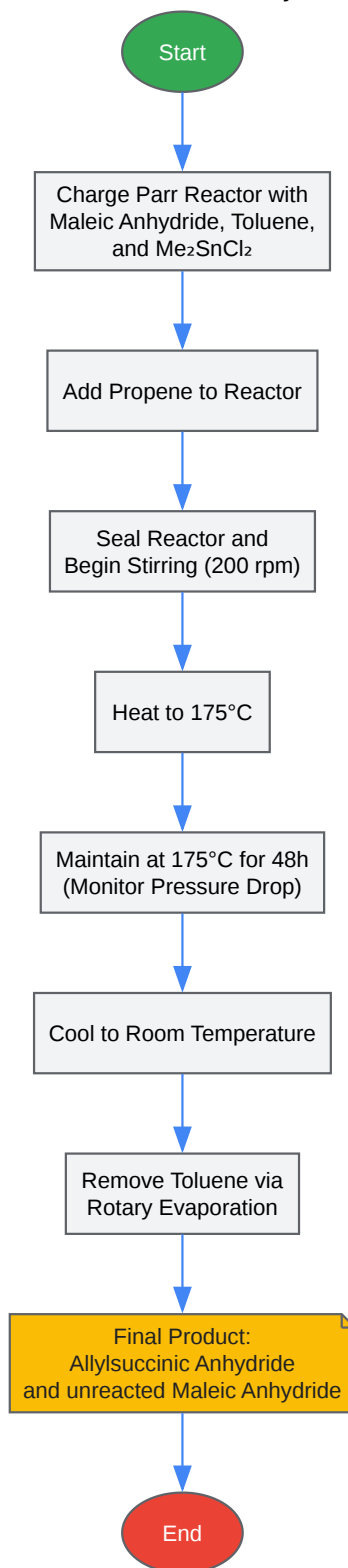 Start
Charge Parr Reactor with
Maleic Anhydride, Toluene,
and Me₂SnCl₂
Add Propene to Reactor
Seal Reactor and
Begin Stirring (200 rpm)
Heat to 175°C
Maintain at 175°C for 48h
(Monitor Pressure Drop)
Cool to Room Temperature
Remove Toluene via
Rotary Evaporation
Final Product:
Allylsuccinic Anhydride
and unreacted Maleic Anhydride
End